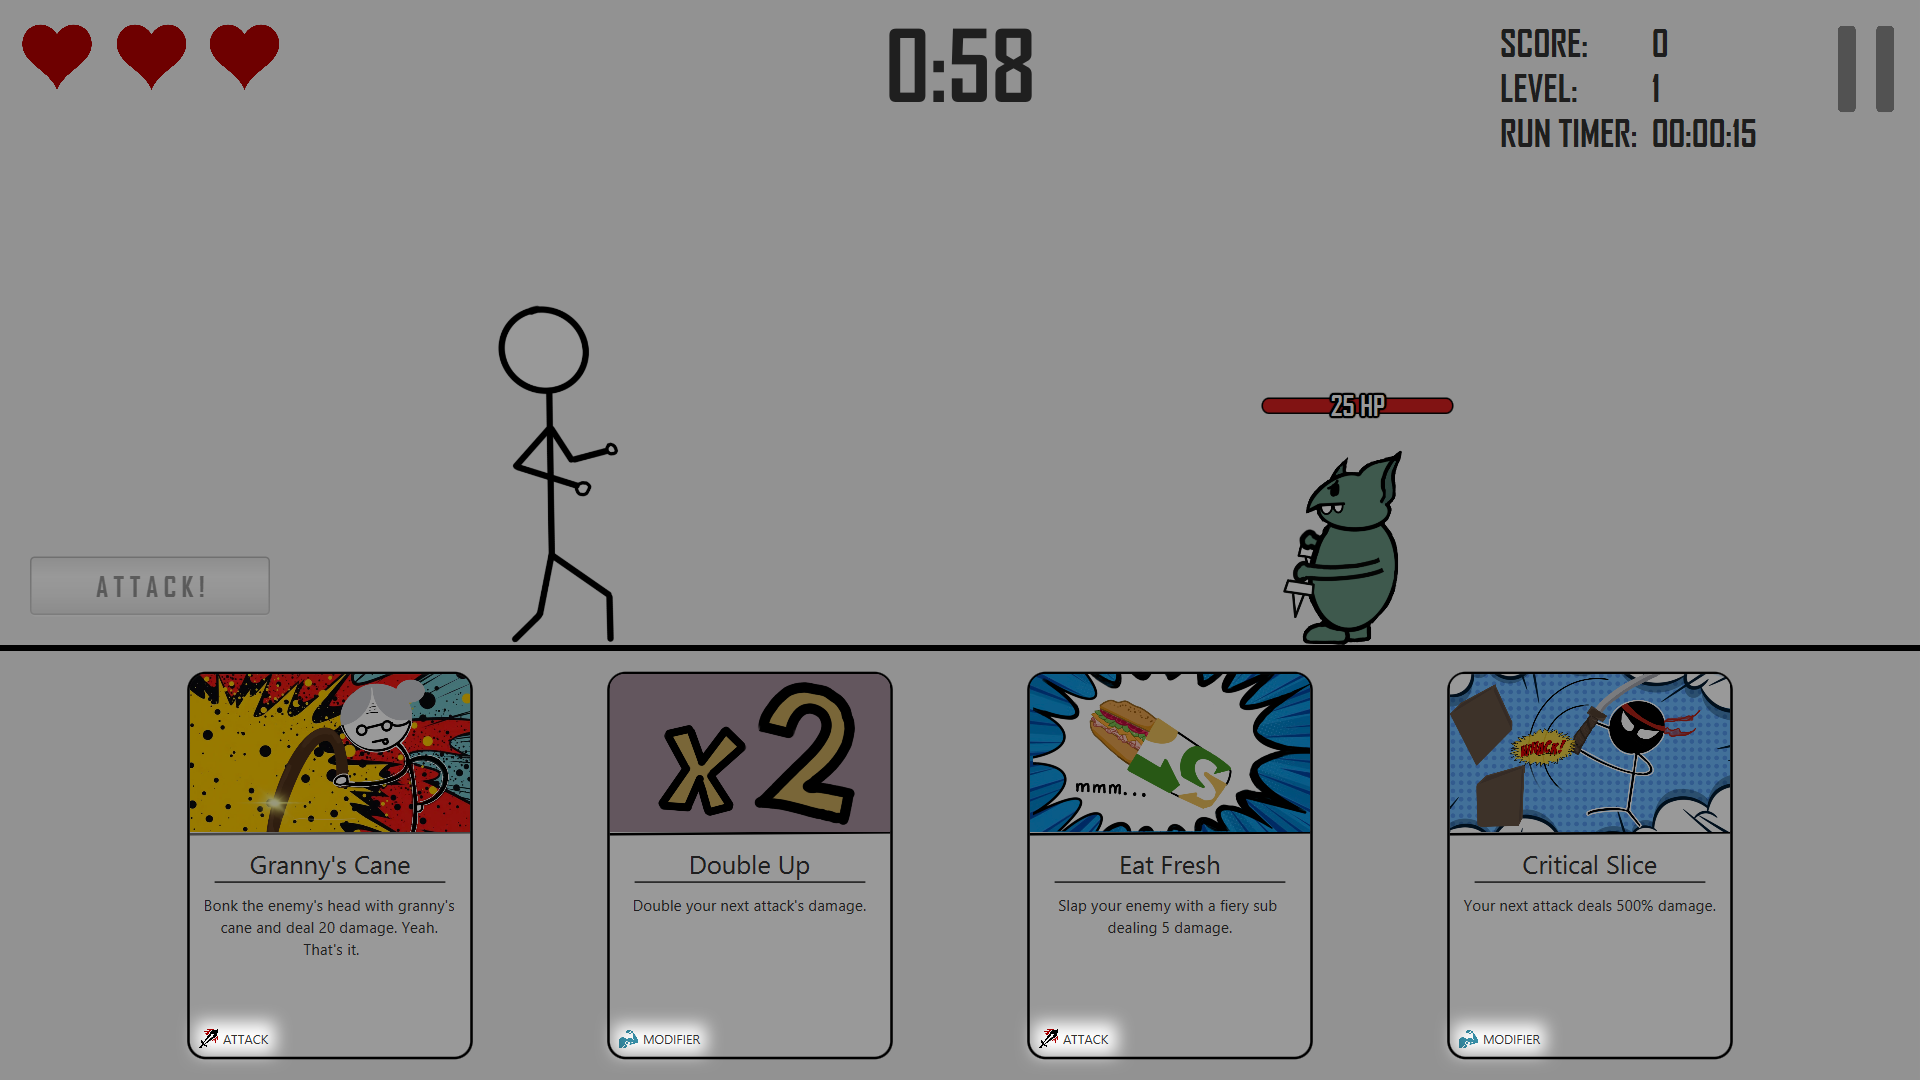 0:58
SCORE: 0
LEVEL: 1
RUN TIMER: 00:00:15
25 HP
ATTACK!
x2
mmm...
WHACK!
Granny's Cane
Bonk the enemy's head with granny's
cane and deal 20 damage. Yeah.
That's it.
ATTACK
Double Up
Double your next attack's damage.
MODIFIER
Eat Fresh
Slap your enemy with a fiery sub
dealing 5 damage.
ATTACK
Critical Slice
Your next attack deals 500% damage.
MODIFIER